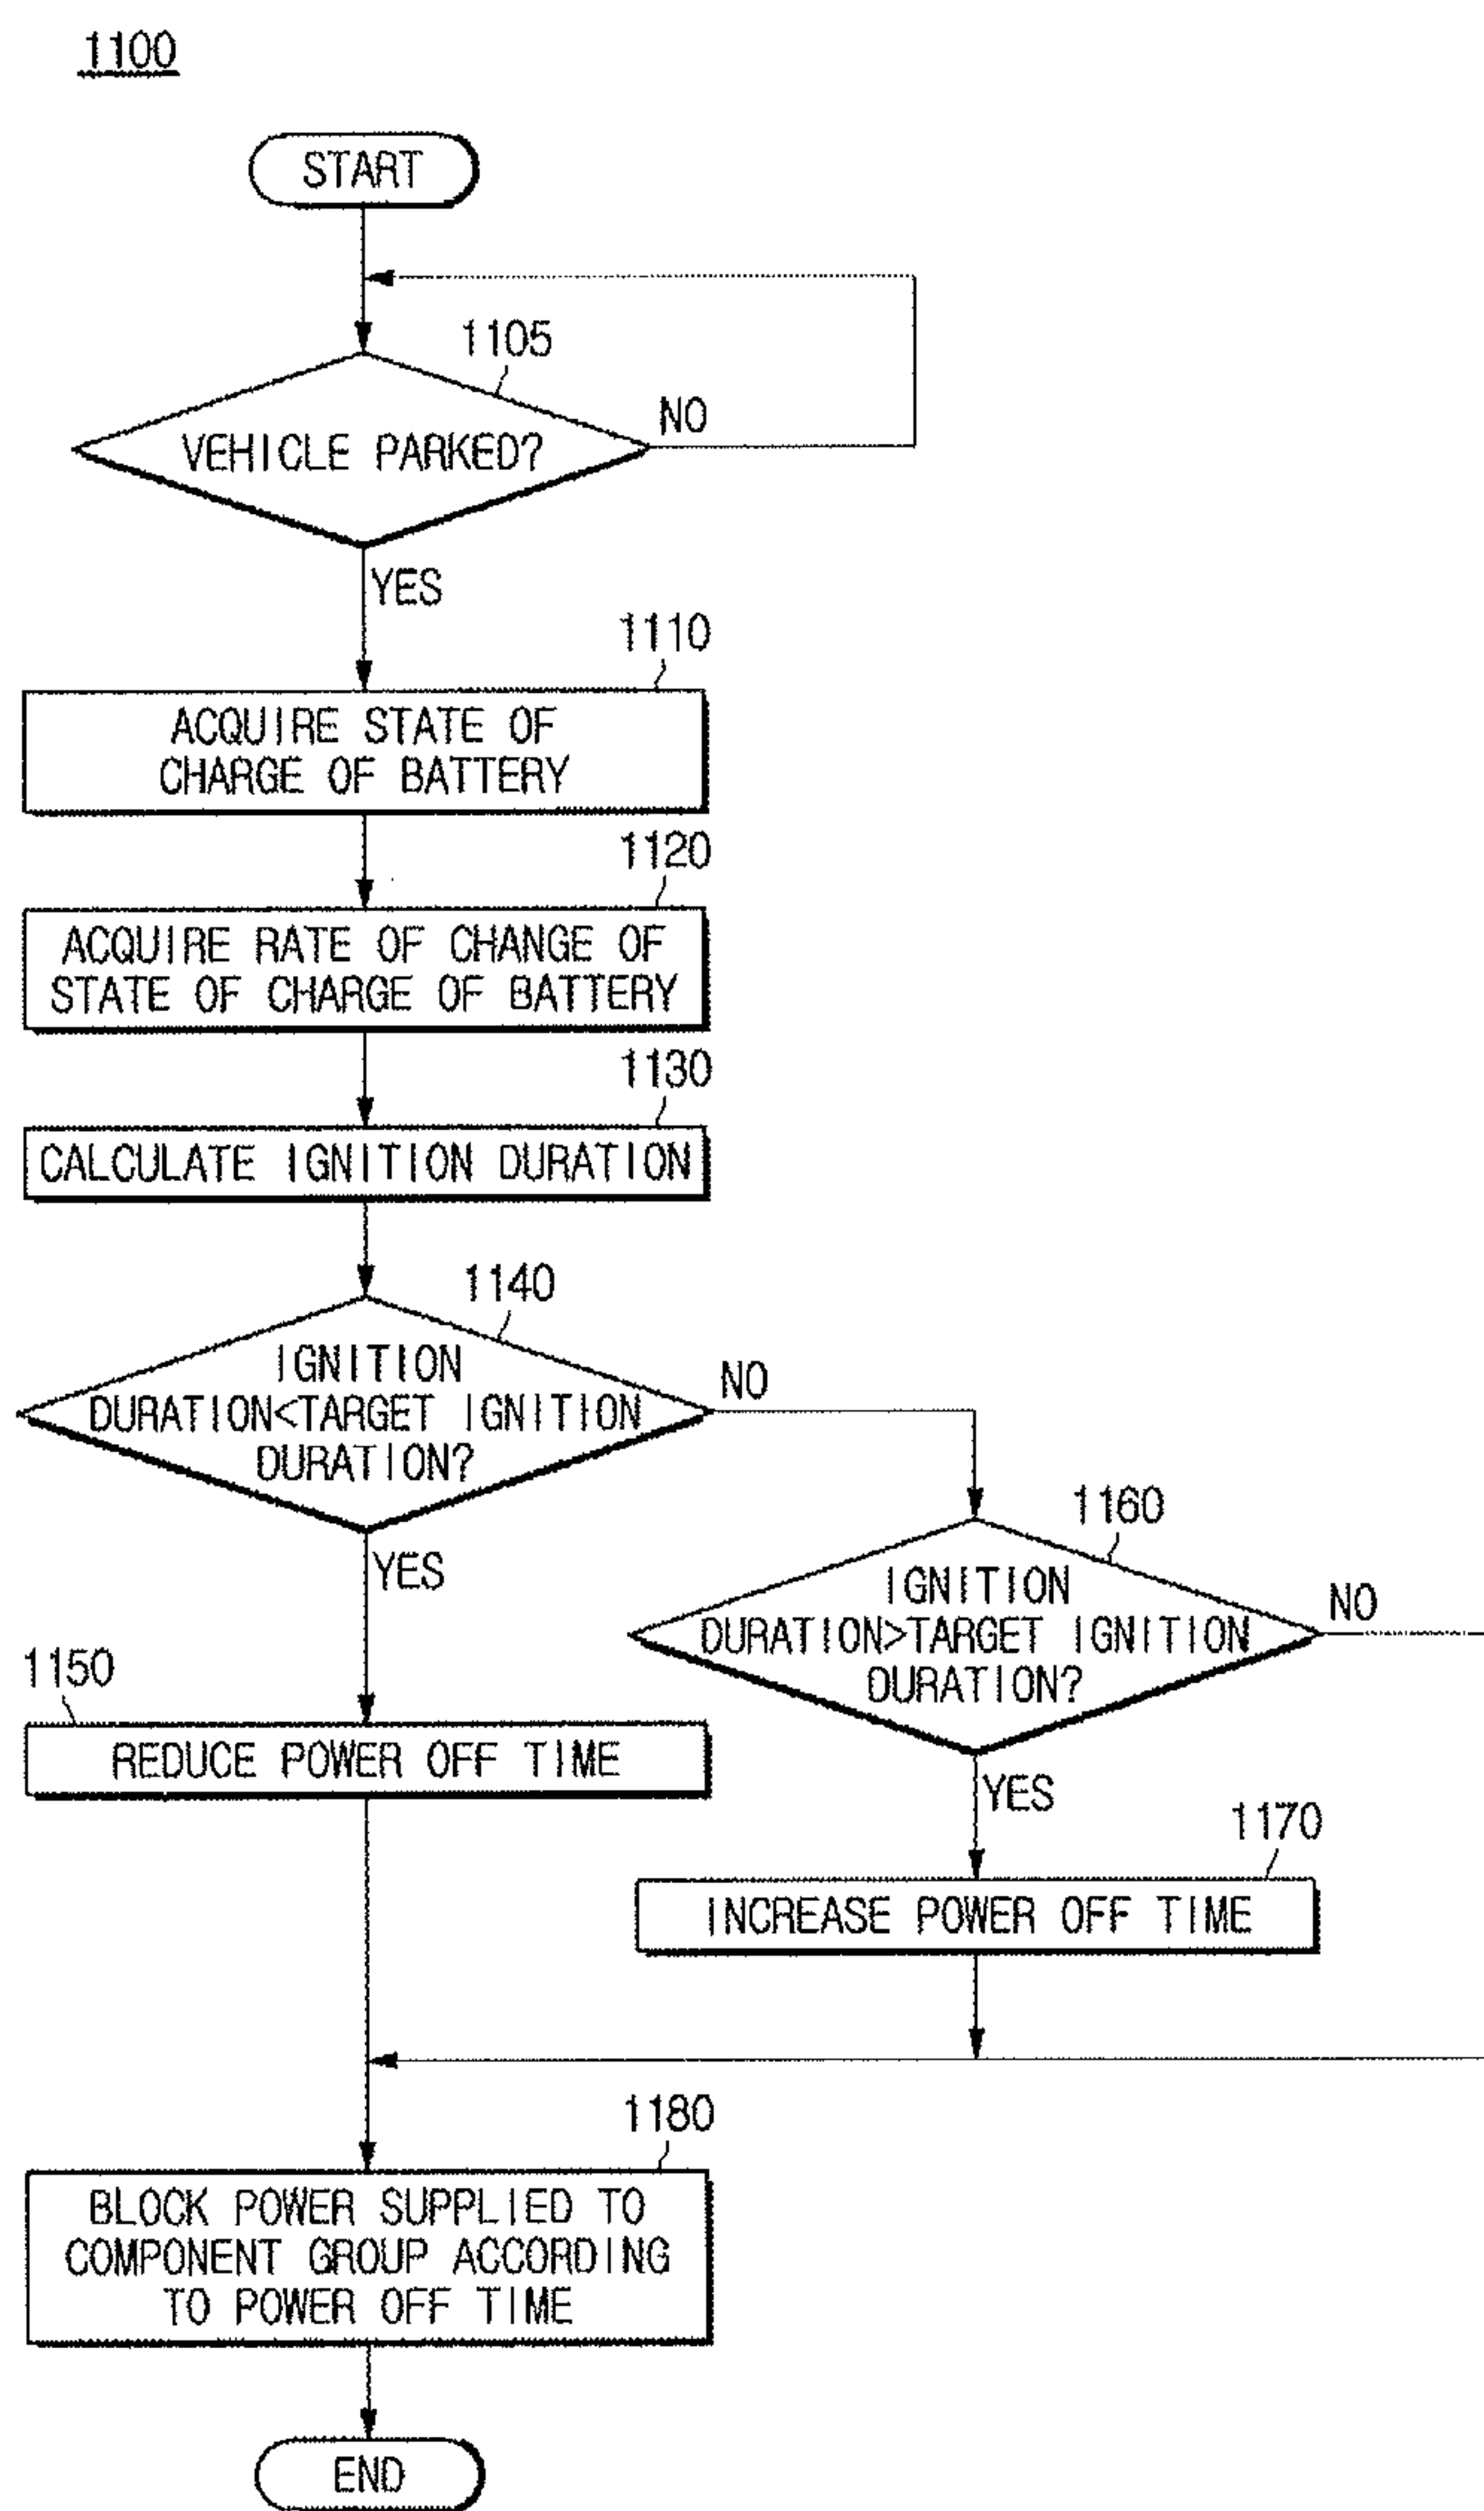 1100
START
1105
VEHICLE PARKED?
NO
YES
1110
ACQUIRE STATE OF
CHARGE OF BATTERY
1120
ACQUIRE RATE OF CHANGE OF
STATE OF CHARGE OF BATTERY
1130
CALCULATE IGNITION DURATION
1140
IGNITION
DURATION<TARGET IGNITION
DURATION?
NO
YES
1160
IGNITION
DURATION>TARGET IGNITION
DURATION?
NO
YES
1150
REDUCE POWER OFF TIME
1170
INCREASE POWER OFF TIME
1180
BLOCK POWER SUPPLIED TO
COMPONENT GROUP ACCORDING
TO POWER OFF TIME
END